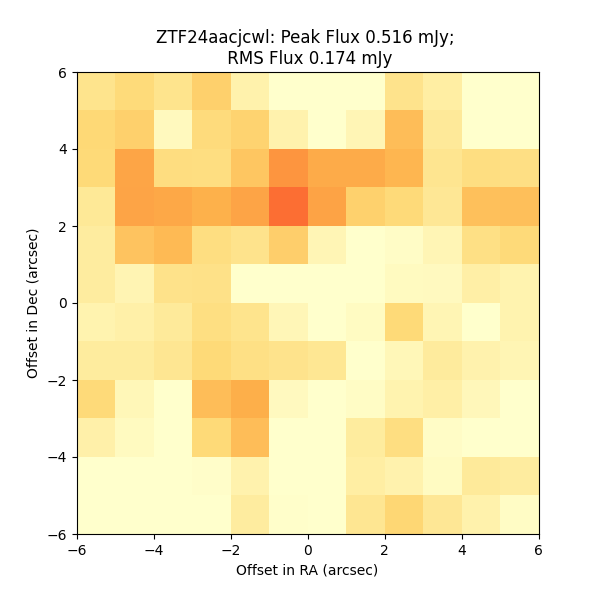 ZTF24aacjcwl: Peak Flux 0.516 mJy;
RMS Flux 0.174 mJy
6
4
2
0
−2
−4
−6
Offset in Dec (arcsec)
−6 −4 −2 0 2 4 6
Offset in RA (arcsec)